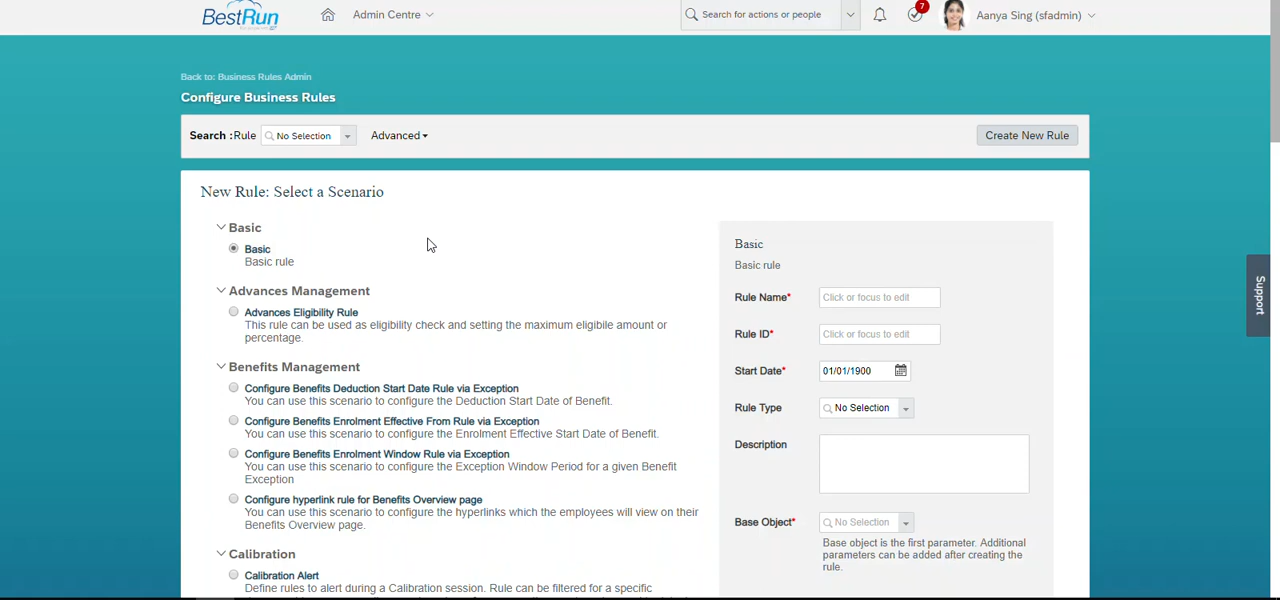 BestRun
Admin Centre
Search for actions or people
7
Aanya Sing (sfadmin)
Back to: Business Rules Admin
Configure Business Rules
Search : Rule
No Selection
Advanced
Create New Rule
New Rule: Select a Scenario
Basic
Basic
Basic rule
Advances Management
Advances Eligibility Rule
This rule can be used as eligibility check and setting the maximum eligibile amount or
percentage.
Benefits Management
Configure Benefits Deduction Start Date Rule via Exception
You can use this scenario to configure the Deduction Start Date of Benefit.
Configure Benefits Enrolment Effective From Rule via Exception
You can use this scenario to configure the Enrolment Effective Start Date of Benefit.
Configure Benefits Enrolment Window Rule via Exception
You can use this scenario to configure the Exception Window Period for a given Benefit
Exception
Configure hyperlink rule for Benefits Overview page
You can use this scenario to configure the hyperlinks which the employees will view on their
Benefits Overview page.
Calibration
Calibration Alert
Define rules to alert during a Calibration session. Rule can be filtered for a specific
Basic
Basic rule
Rule Name*
Click or focus to edit
Rule ID*
Click or focus to edit
Start Date*
01/01/1900
Rule Type
No Selection
Description
Base Object*
No Selection
Base object is the first parameter. Additional
parameters can be added after creating the
rule.
Support